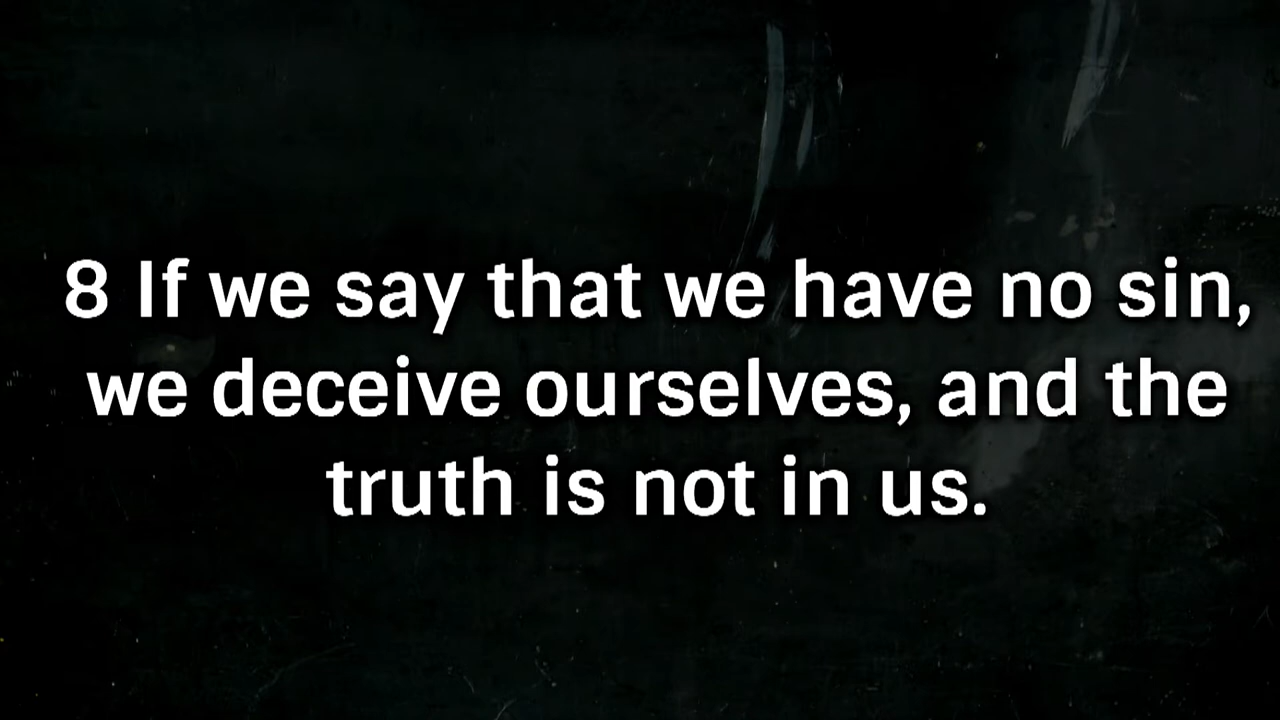 8 If we say that we have no sin,
we deceive ourselves, and the
truth is not in us.